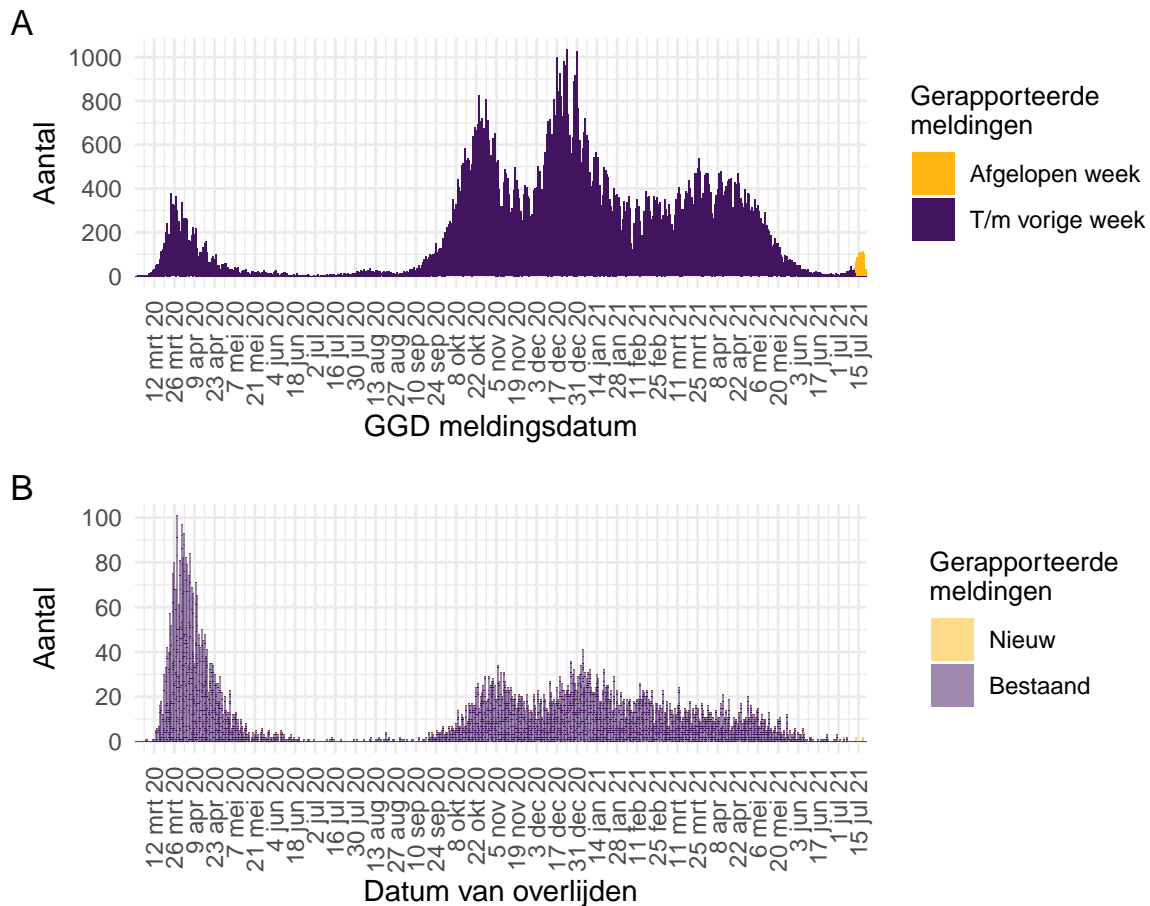 A
Aantal
1000
800
600
400
200
0
12 mrt 20
26 mrt 20
9 apr 20
23 apr 20
7 mei 20
21 mei 20
4 jun 20
18 jun 20
2 jul 20
16 jul 20
30 jul 20
13 aug 20
27 aug 20
10 sep 20
24 sep 20
8 okt 20
22 okt 20
5 nov 20
19 nov 20
3 dec 20
17 dec 20
31 dec 20
14 jan 21
28 jan 21
11 feb 21
25 feb 21
11 mrt 21
25 mrt 21
8 apr 21
22 apr 21
6 mei 21
20 mei 21
3 jun 21
17 jun 21
1 jul 21
15 jul 21
GGD meldingsdatum
Gerapporteerde
meldingen
Afgelopen week
T/m vorige week
B
Aantal
100
80
60
40
20
0
12 mrt 20
26 mrt 20
9 apr 20
23 apr 20
7 mei 20
21 mei 20
4 jun 20
18 jun 20
2 jul 20
16 jul 20
30 jul 20
13 aug 20
27 aug 20
10 sep 20
24 sep 20
8 okt 20
22 okt 20
5 nov 20
19 nov 20
3 dec 20
17 dec 20
31 dec 20
14 jan 21
28 jan 21
11 feb 21
25 feb 21
11 mrt 21
25 mrt 21
8 apr 21
22 apr 21
6 mei 21
20 mei 21
3 jun 21
17 jun 21
1 jul 21
15 jul 21
Datum van overlijden
Gerapporteerde
meldingen
Nieuw
Bestaand